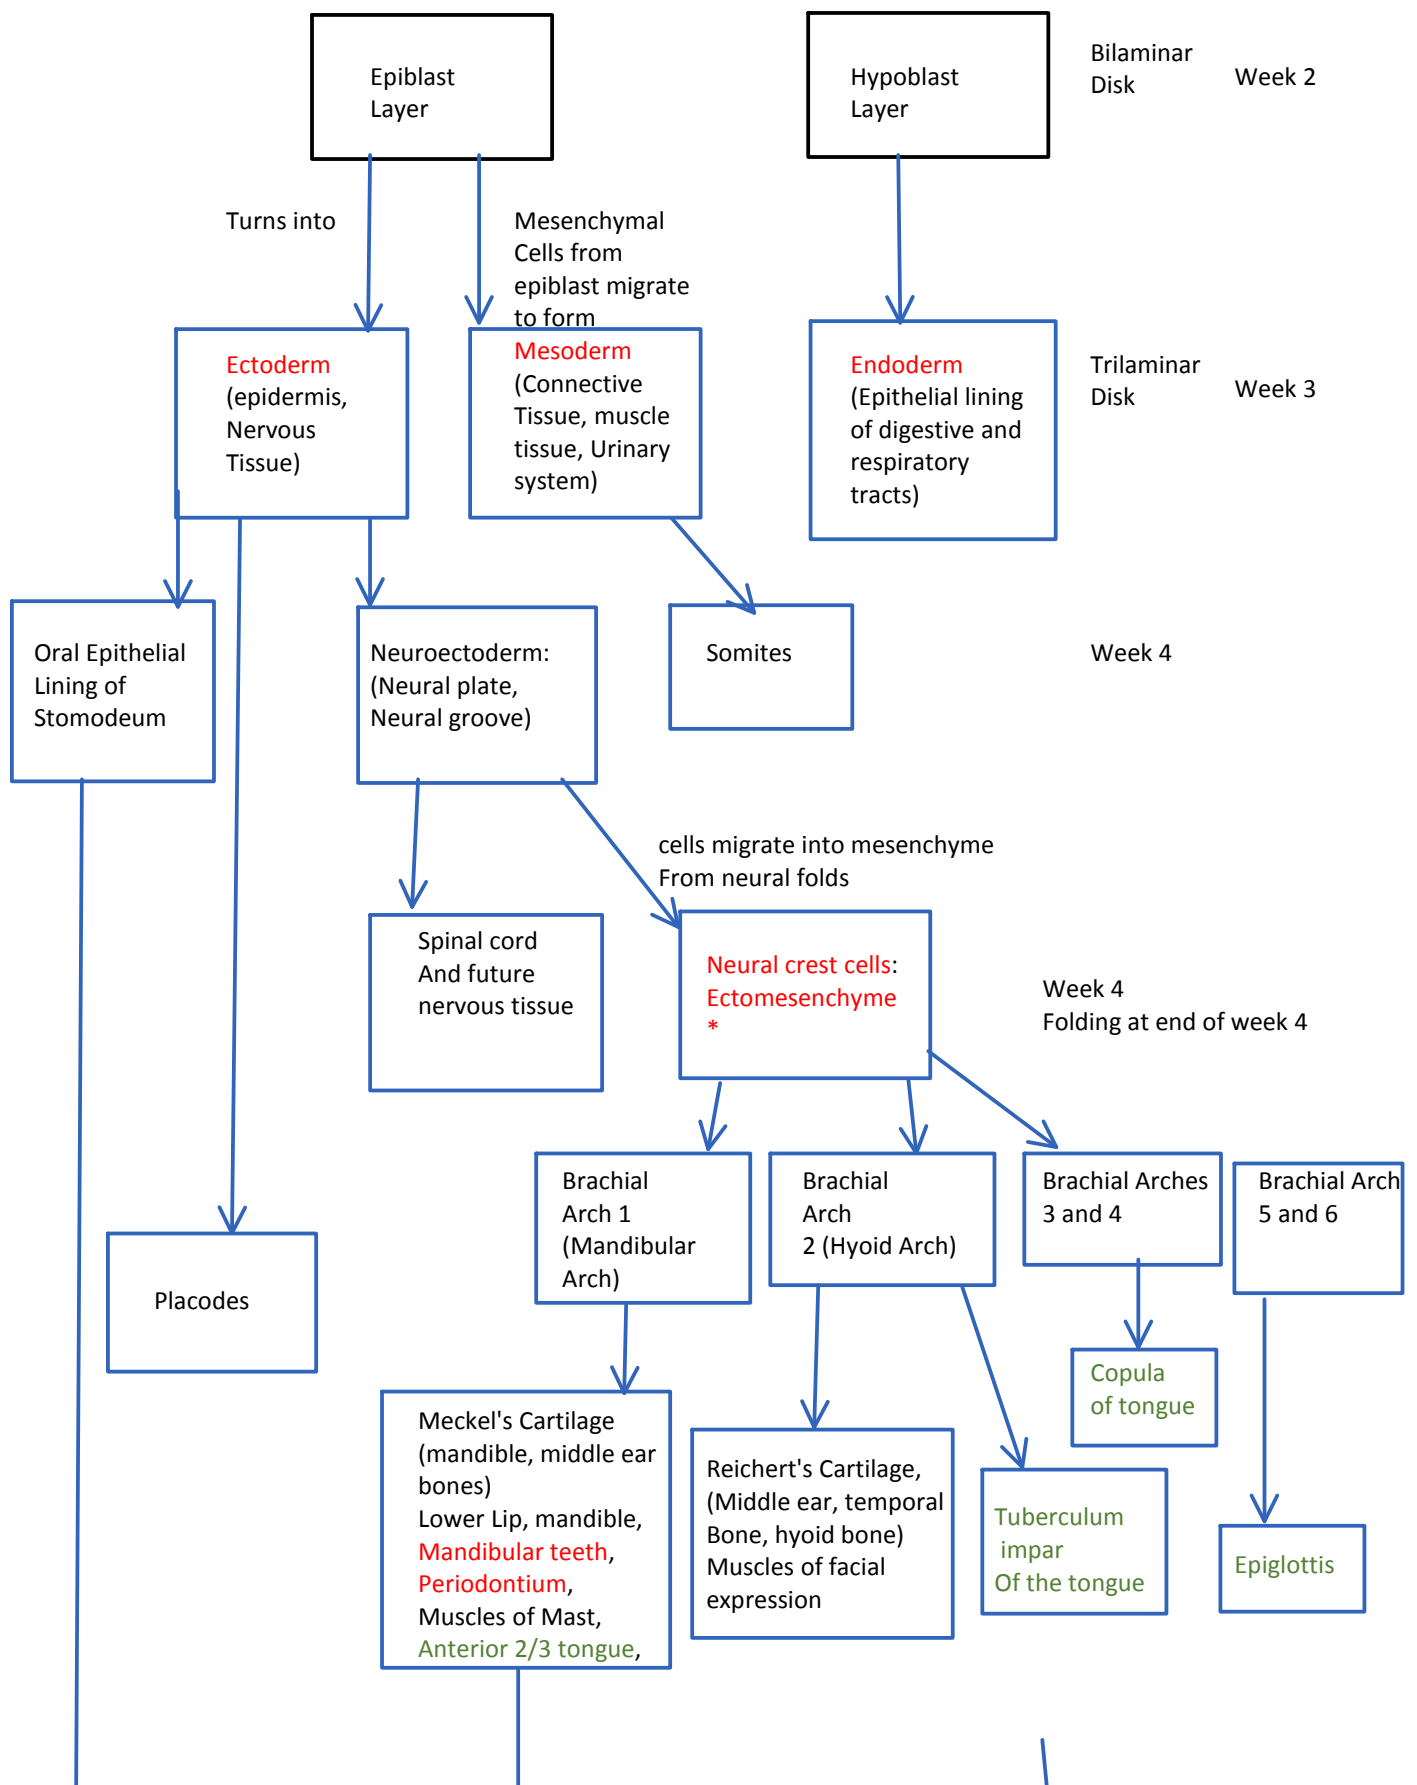 Epiblast
Layer
Hypoblast
Layer
Bilaminar
Disk
Week 2
Turns into
Mesenchymal
Cells from
epiblast migrate
to form
Mesoderm
(Connective
Tissue, muscle
tissue, Urinary
system)
Ectoderm
(epidermis,
Nervous
Tissue)
Endoderm
(Epithelial lining
of digestive and
respiratory
tracts)
Trilaminar
Disk
Week 3
Oral Epithelial
Lining of
Stomodeum
Neuroectoderm:
(Neural plate,
Neural groove)
Somites
Week 4
cells migrate into mesenchyme
From neural folds
Spinal cord
And future
nervous tissue
Neural crest cells:
Ectomesenchyme
*
Week 4
Folding at end of week 4
Brachial
Arch 1
(Mandibular
Arch)
Brachial
Arch
2 (Hyoid Arch)
Brachial Arches
3 and 4
Brachial Arch
5 and 6
Placodes
Copula
of tongue
Meckel's Cartilage
(mandible, middle ear
bones)
Lower Lip, mandible,
Mandibular teeth,
Periodontium,
Muscles of Mast,
Anterior 2/3 tongue,
Reichert's Cartilage,
(Middle ear, temporal
Bone, hyoid bone)
Muscles of facial
expression
Tuberculum
impar
Of the tongue
Epiglottis